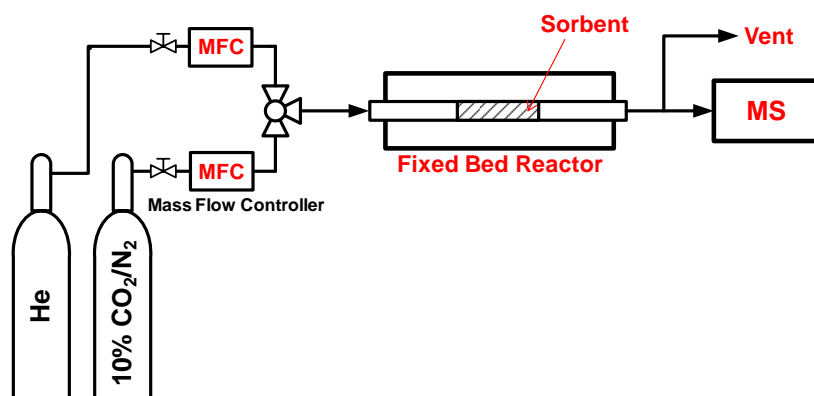 Sorbent
MFC
Vent
MS
MFC
Fixed Bed Reactor
Mass Flow Controller
He
10% CO₂/N₂